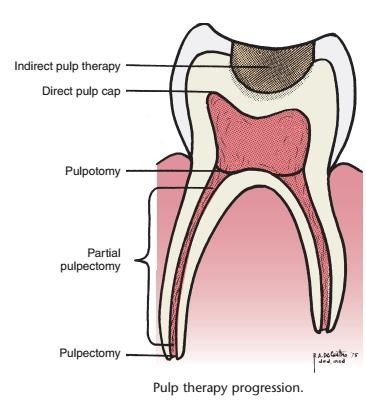 Indirect pulp therapy
Direct pulp cap
Pulpotomy
Partial
pulpectomy
Pulpectomy
Pulp therapy progression.